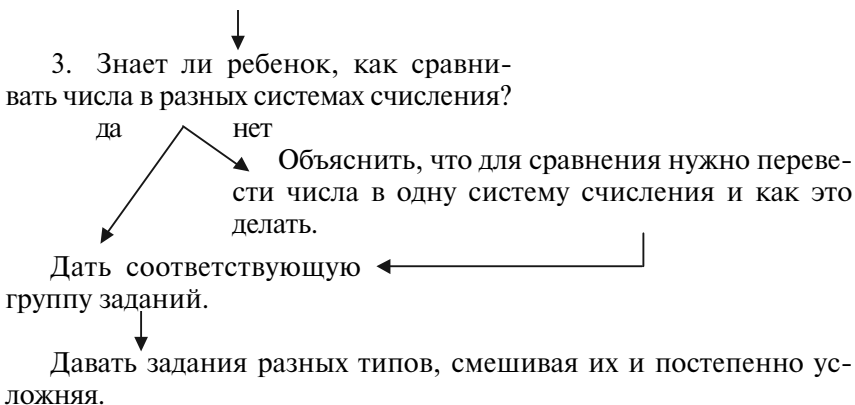 3. Знает ли ребенок, как сравни-
вать числа в разных системах счисления?
да нет
Объяснить, что для сравнения нужно переве-
сти числа в одну систему счисления и как это
делать.
Дать соответствующую
группу заданий.
Давать задания разных типов, смешивая их и постепенно ус-
ложняя.